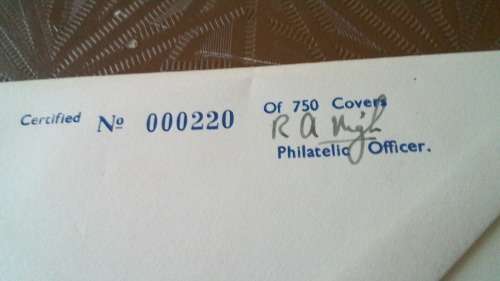 Certified Nº 000220 Of 750 Covers
R A
Philatelic Officer.